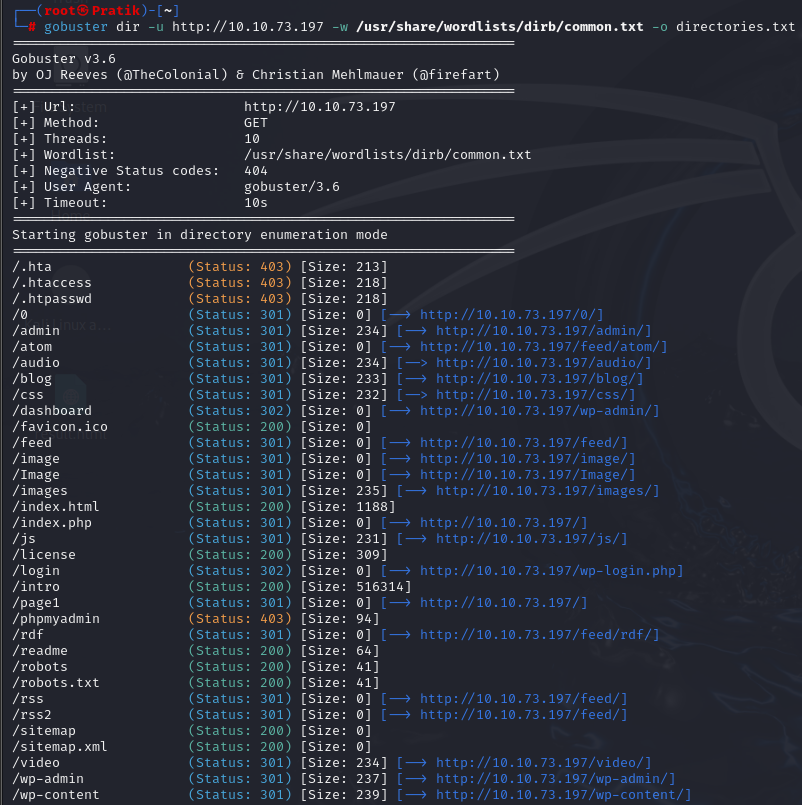 ┌──(root㉿Pratik)-[~]
└─# gobuster dir -u http://10.10.73.197 -w /usr/share/wordlists/dirb/common.txt -o directories.txt
===============================================================
Gobuster v3.6
by OJ Reeves (@TheColonial) & Christian Mehlmauer (@firefart)
===============================================================
[+] Url:                     http://10.10.73.197
[+] Method:                  GET
[+] Threads:                 10
[+] Wordlist:                /usr/share/wordlists/dirb/common.txt
[+] Negative Status codes:   404
[+] User Agent:              gobuster/3.6
[+] Timeout:                 10s
===============================================================
Starting gobuster in directory enumeration mode
===============================================================
/.hta                 (Status: 403) [Size: 213]
/.htaccess            (Status: 403) [Size: 218]
/.htpasswd            (Status: 403) [Size: 218]
/0                    (Status: 301) [Size: 0] [--> http://10.10.73.197/0/]
/admin                (Status: 301) [Size: 234] [--> http://10.10.73.197/admin/]
/atom                 (Status: 301) [Size: 0] [--> http://10.10.73.197/feed/atom/]
/audio                (Status: 301) [Size: 234] [--> http://10.10.73.197/audio/]
/blog                 (Status: 301) [Size: 233] [--> http://10.10.73.197/blog/]
/css                  (Status: 301) [Size: 232] [--> http://10.10.73.197/css/]
/dashboard            (Status: 302) [Size: 0] [--> http://10.10.73.197/wp-admin/]
/favicon.ico          (Status: 200) [Size: 0]
/feed                 (Status: 301) [Size: 0] [--> http://10.10.73.197/feed/]
/image                (Status: 301) [Size: 0] [--> http://10.10.73.197/image/]
/Image                (Status: 301) [Size: 0] [--> http://10.10.73.197/Image/]
/images               (Status: 301) [Size: 235] [--> http://10.10.73.197/images/]
/index.html           (Status: 200) [Size: 1188]
/index.php            (Status: 301) [Size: 0] [--> http://10.10.73.197/]
/js                   (Status: 301) [Size: 231] [--> http://10.10.73.197/js/]
/license              (Status: 200) [Size: 309]
/login                (Status: 302) [Size: 0] [--> http://10.10.73.197/wp-login.php]
/intro                (Status: 200) [Size: 516314]
/page1                (Status: 301) [Size: 0] [--> http://10.10.73.197/]
/phpmyadmin           (Status: 403) [Size: 94]
/rdf                  (Status: 301) [Size: 0] [--> http://10.10.73.197/feed/rdf/]
/readme               (Status: 200) [Size: 64]
/robots               (Status: 200) [Size: 41]
/robots.txt           (Status: 200) [Size: 41]
/rss                  (Status: 301) [Size: 0] [--> http://10.10.73.197/feed/]
/rss2                 (Status: 301) [Size: 0] [--> http://10.10.73.197/feed/]
/sitemap              (Status: 200) [Size: 0]
/sitemap.xml          (Status: 200) [Size: 0]
/video                (Status: 301) [Size: 234] [--> http://10.10.73.197/video/]
/wp-admin             (Status: 301) [Size: 237] [--> http://10.10.73.197/wp-admin/]
/wp-content           (Status: 301) [Size: 239] [--> http://10.10.73.197/wp-content/]